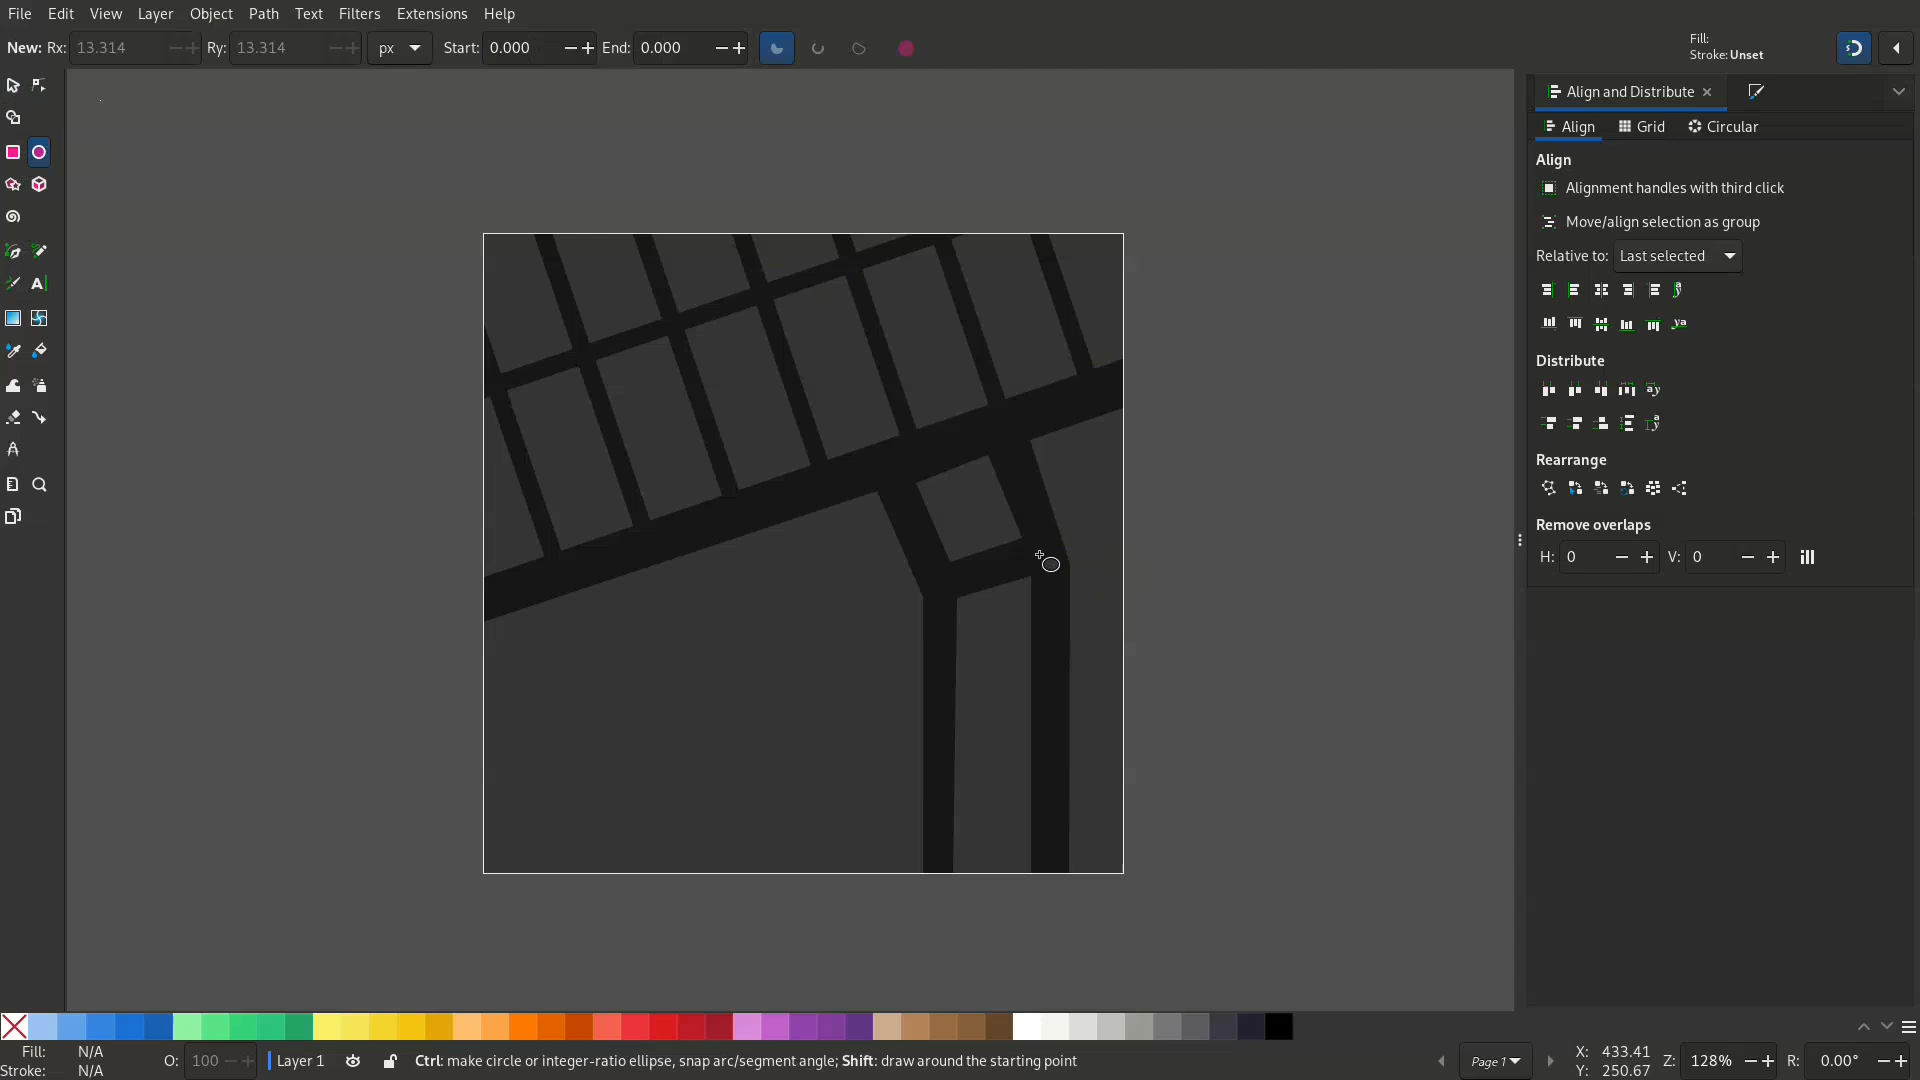 File Edit View Layer Object Path Text Filters Extensions Help
New: Rx: 13.314 Ry: 13.314 px Start: 0.000 End: 0.000
Fill:
Stroke: Unset
Align and Distribute
Align Grid Circular
Align
Alignment handles with third click
Move/align selection as group
Relative to: Last selected
Distribute
Rearrange
Remove overlaps
H: 0 V: 0
Fill: N/A
Stroke: N/A
O: 100
Layer 1
Ctrl: make circle or integer-ratio ellipse, snap arc/segment angle; Shift: draw around the starting point
Page 1
X: 433.41
Y: 250.67
Z: 128%
R: 0.00°